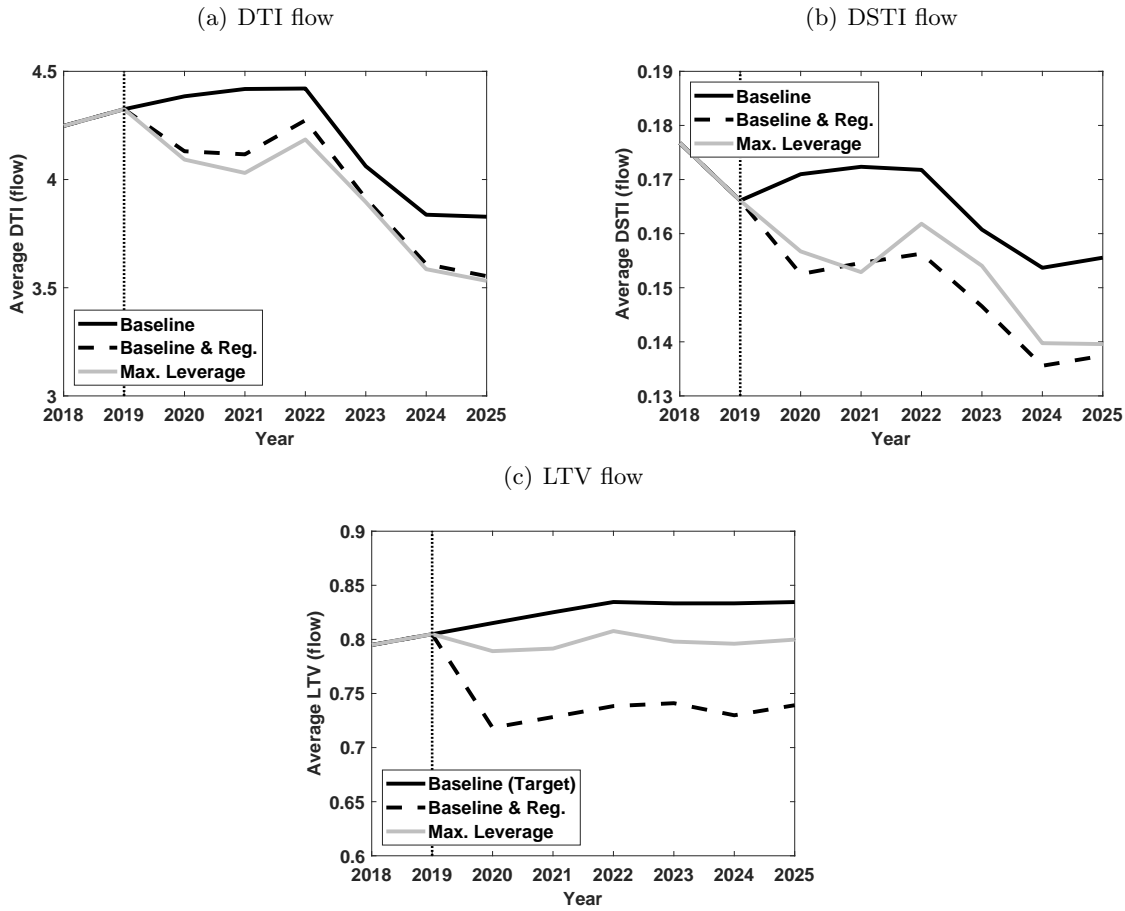 (a) DTI flow
4.5
4
3.5
3
Average DTI (flow)
Baseline
Baseline & Reg.
Max. Leverage
2018 2019 2020 2021 2022 2023 2024 2025
Year
(b) DSTI flow
0.19
0.18
0.17
0.16
0.15
0.14
0.13
Average DSTI (flow)
Baseline
Baseline & Reg.
Max. Leverage
2018 2019 2020 2021 2022 2023 2024 2025
Year
(c) LTV flow
0.9
0.85
0.8
0.75
0.7
0.65
0.6
Average LTV (flow)
Baseline (Target)
Baseline & Reg.
Max. Leverage
2018 2019 2020 2021 2022 2023 2024 2025
Year